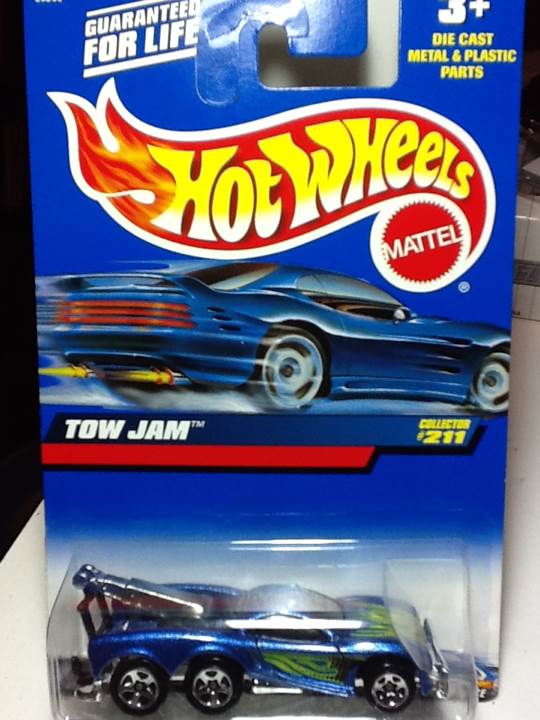 GUARANTEED
FOR LIFE
3+
DIE CAST
METAL & PLASTIC
PARTS
HOT WHEELS
MATTEL
®
TOW JAM™
COLLECTOR
#211